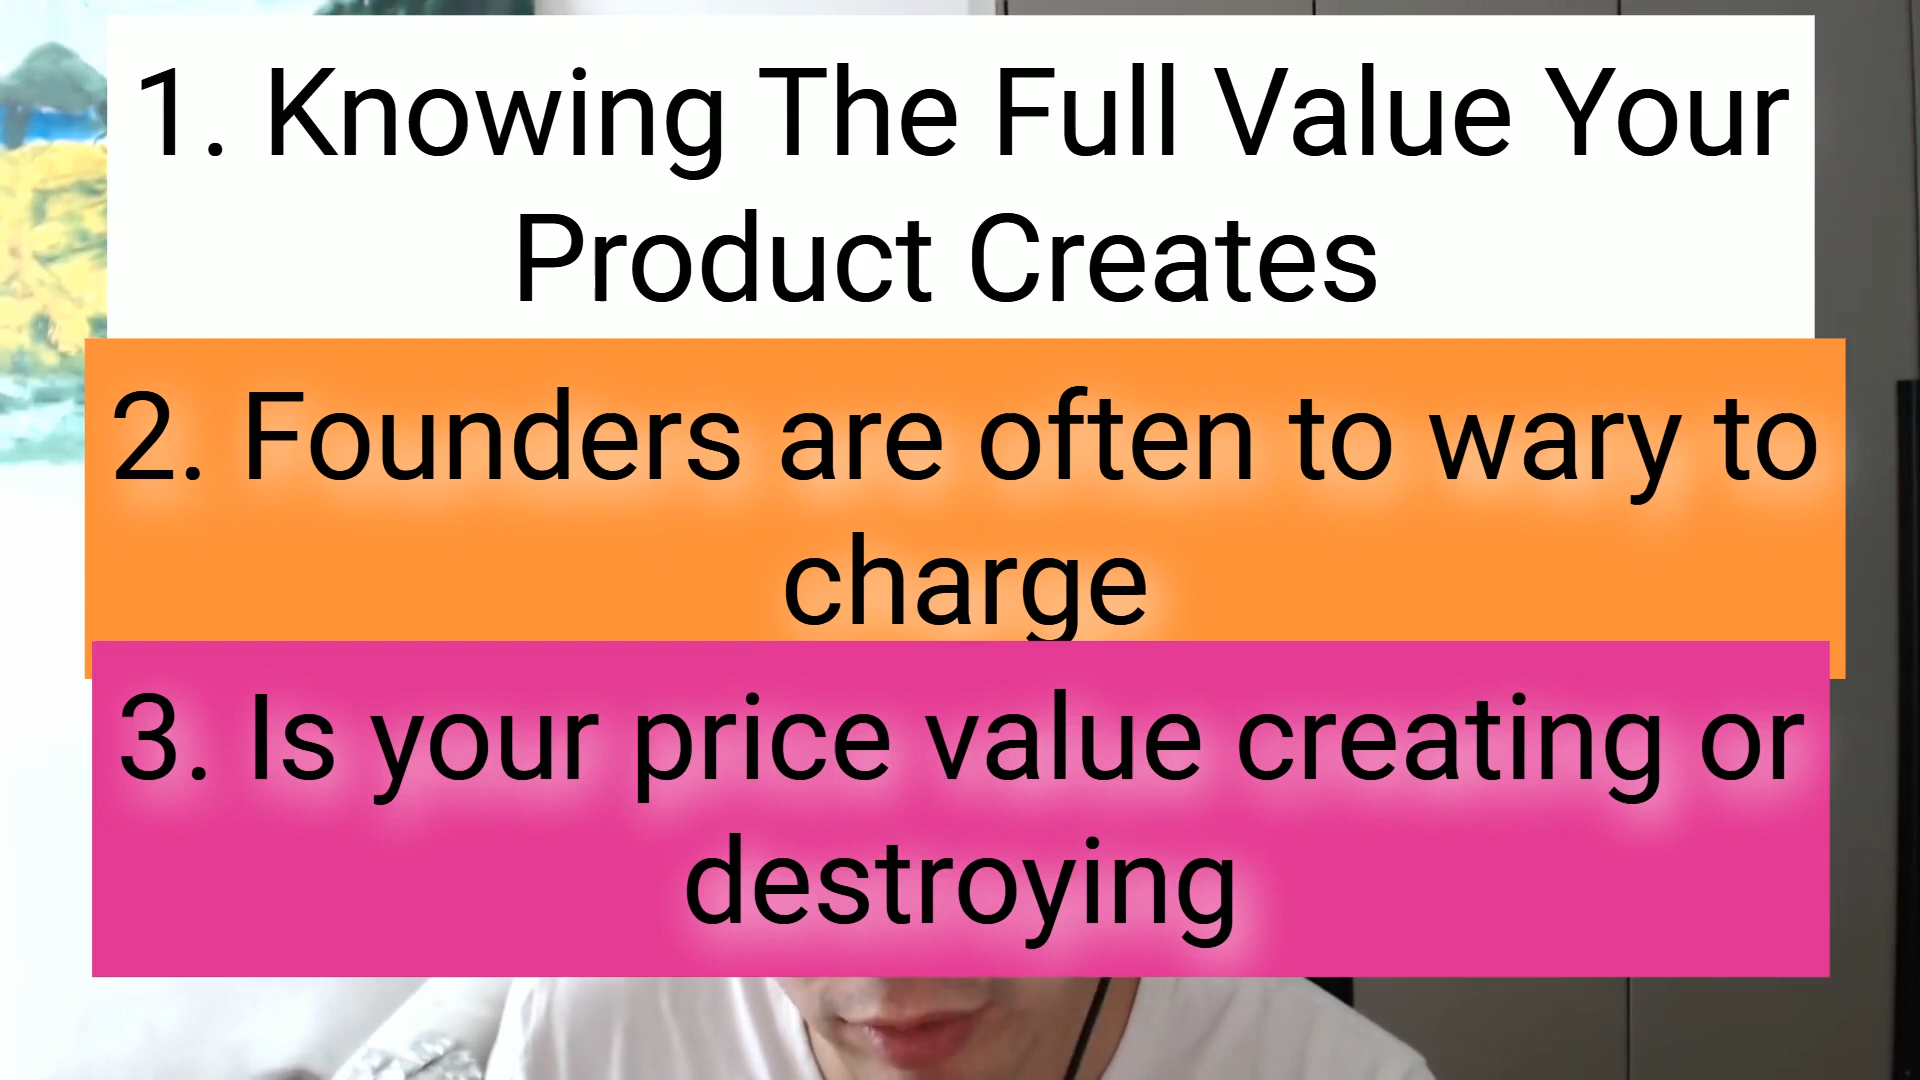 1. Knowing The Full Value Your
Product Creates
2. Founders are often to wary to
charge
3. Is your price value creating or
destroying